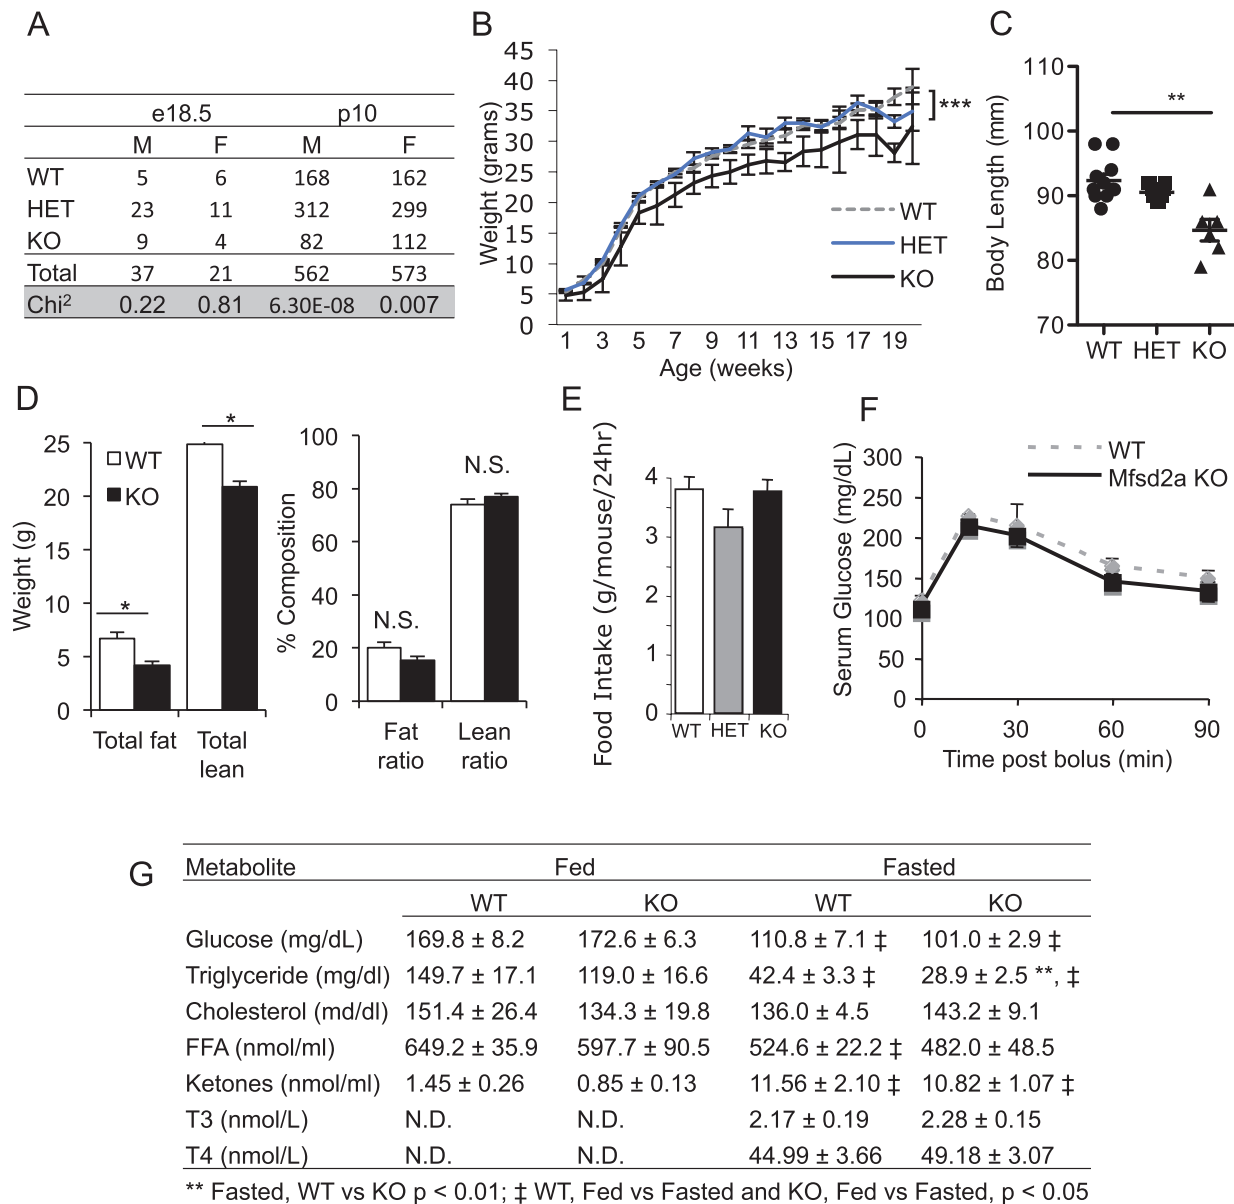 A
e18.5 p10
M F M F
WT 5 6 168 162
HET 23 11 312 299
KO 9 4 82 112
Total 37 21 562 573
Chi² 0.22 0.81 6.30E-08 0.007
B
Weight (grams)
45
40
35
30
25
20
15
10
5
0
***
WT
HET
KO
1 3 5 7 9 11 13 15 17 19
Age (weeks)
C
Body Length (mm)
110
100
90
80
70
**
WT HET KO
D
Weight (g)
25
20
15
10
5
0
WT
KO
*
*
Total fat Total
lean
% Composition
100
80
60
40
20
0
N.S.
N.S.
Fat
ratio
Lean
ratio
E
Food Intake (g/mouse/24hr)
4
3
2
1
0
WT HET KO
F
Serum Glucose (mg/dL)
300
250
200
150
100
50
0
WT
Mfsd2a KO
0 30 60 90
Time post bolus (min)
G
Metabolite Fed Fasted
WT KO WT KO
Glucose (mg/dL) 169.8 ± 8.2 172.6 ± 6.3 110.8 ± 7.1 ‡ 101.0 ± 2.9 ‡
Triglyceride (mg/dl) 149.7 ± 17.1 119.0 ± 16.6 42.4 ± 3.3 ‡ 28.9 ± 2.5 **, ‡
Cholesterol (md/dl) 151.4 ± 26.4 134.3 ± 19.8 136.0 ± 4.5 143.2 ± 9.1
FFA (nmol/ml) 649.2 ± 35.9 597.7 ± 90.5 524.6 ± 22.2 ‡ 482.0 ± 48.5
Ketones (nmol/ml) 1.45 ± 0.26 0.85 ± 0.13 11.56 ± 2.10 ‡ 10.82 ± 1.07 ‡
T3 (nmol/L) N.D. N.D. 2.17 ± 0.19 2.28 ± 0.15
T4 (nmol/L) N.D. N.D. 44.99 ± 3.66 49.18 ± 3.07
** Fasted, WT vs KO p < 0.01; ‡ WT, Fed vs Fasted and KO, Fed vs Fasted, p < 0.05